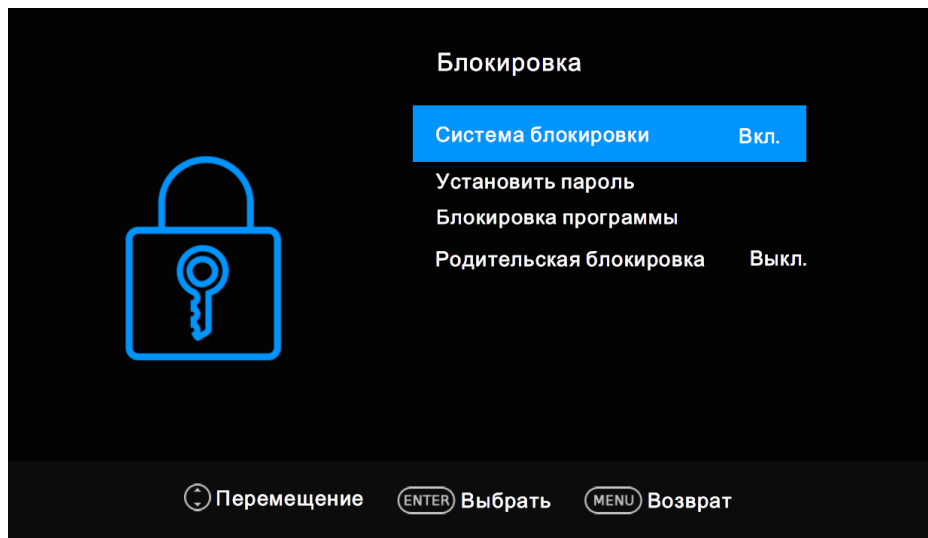 Блокировка
Система блокировки Вкл.
Установить пароль
Блокировка программы
Родительская блокировка Выкл.
Перемещение ENTER Выбрать MENU Возврат